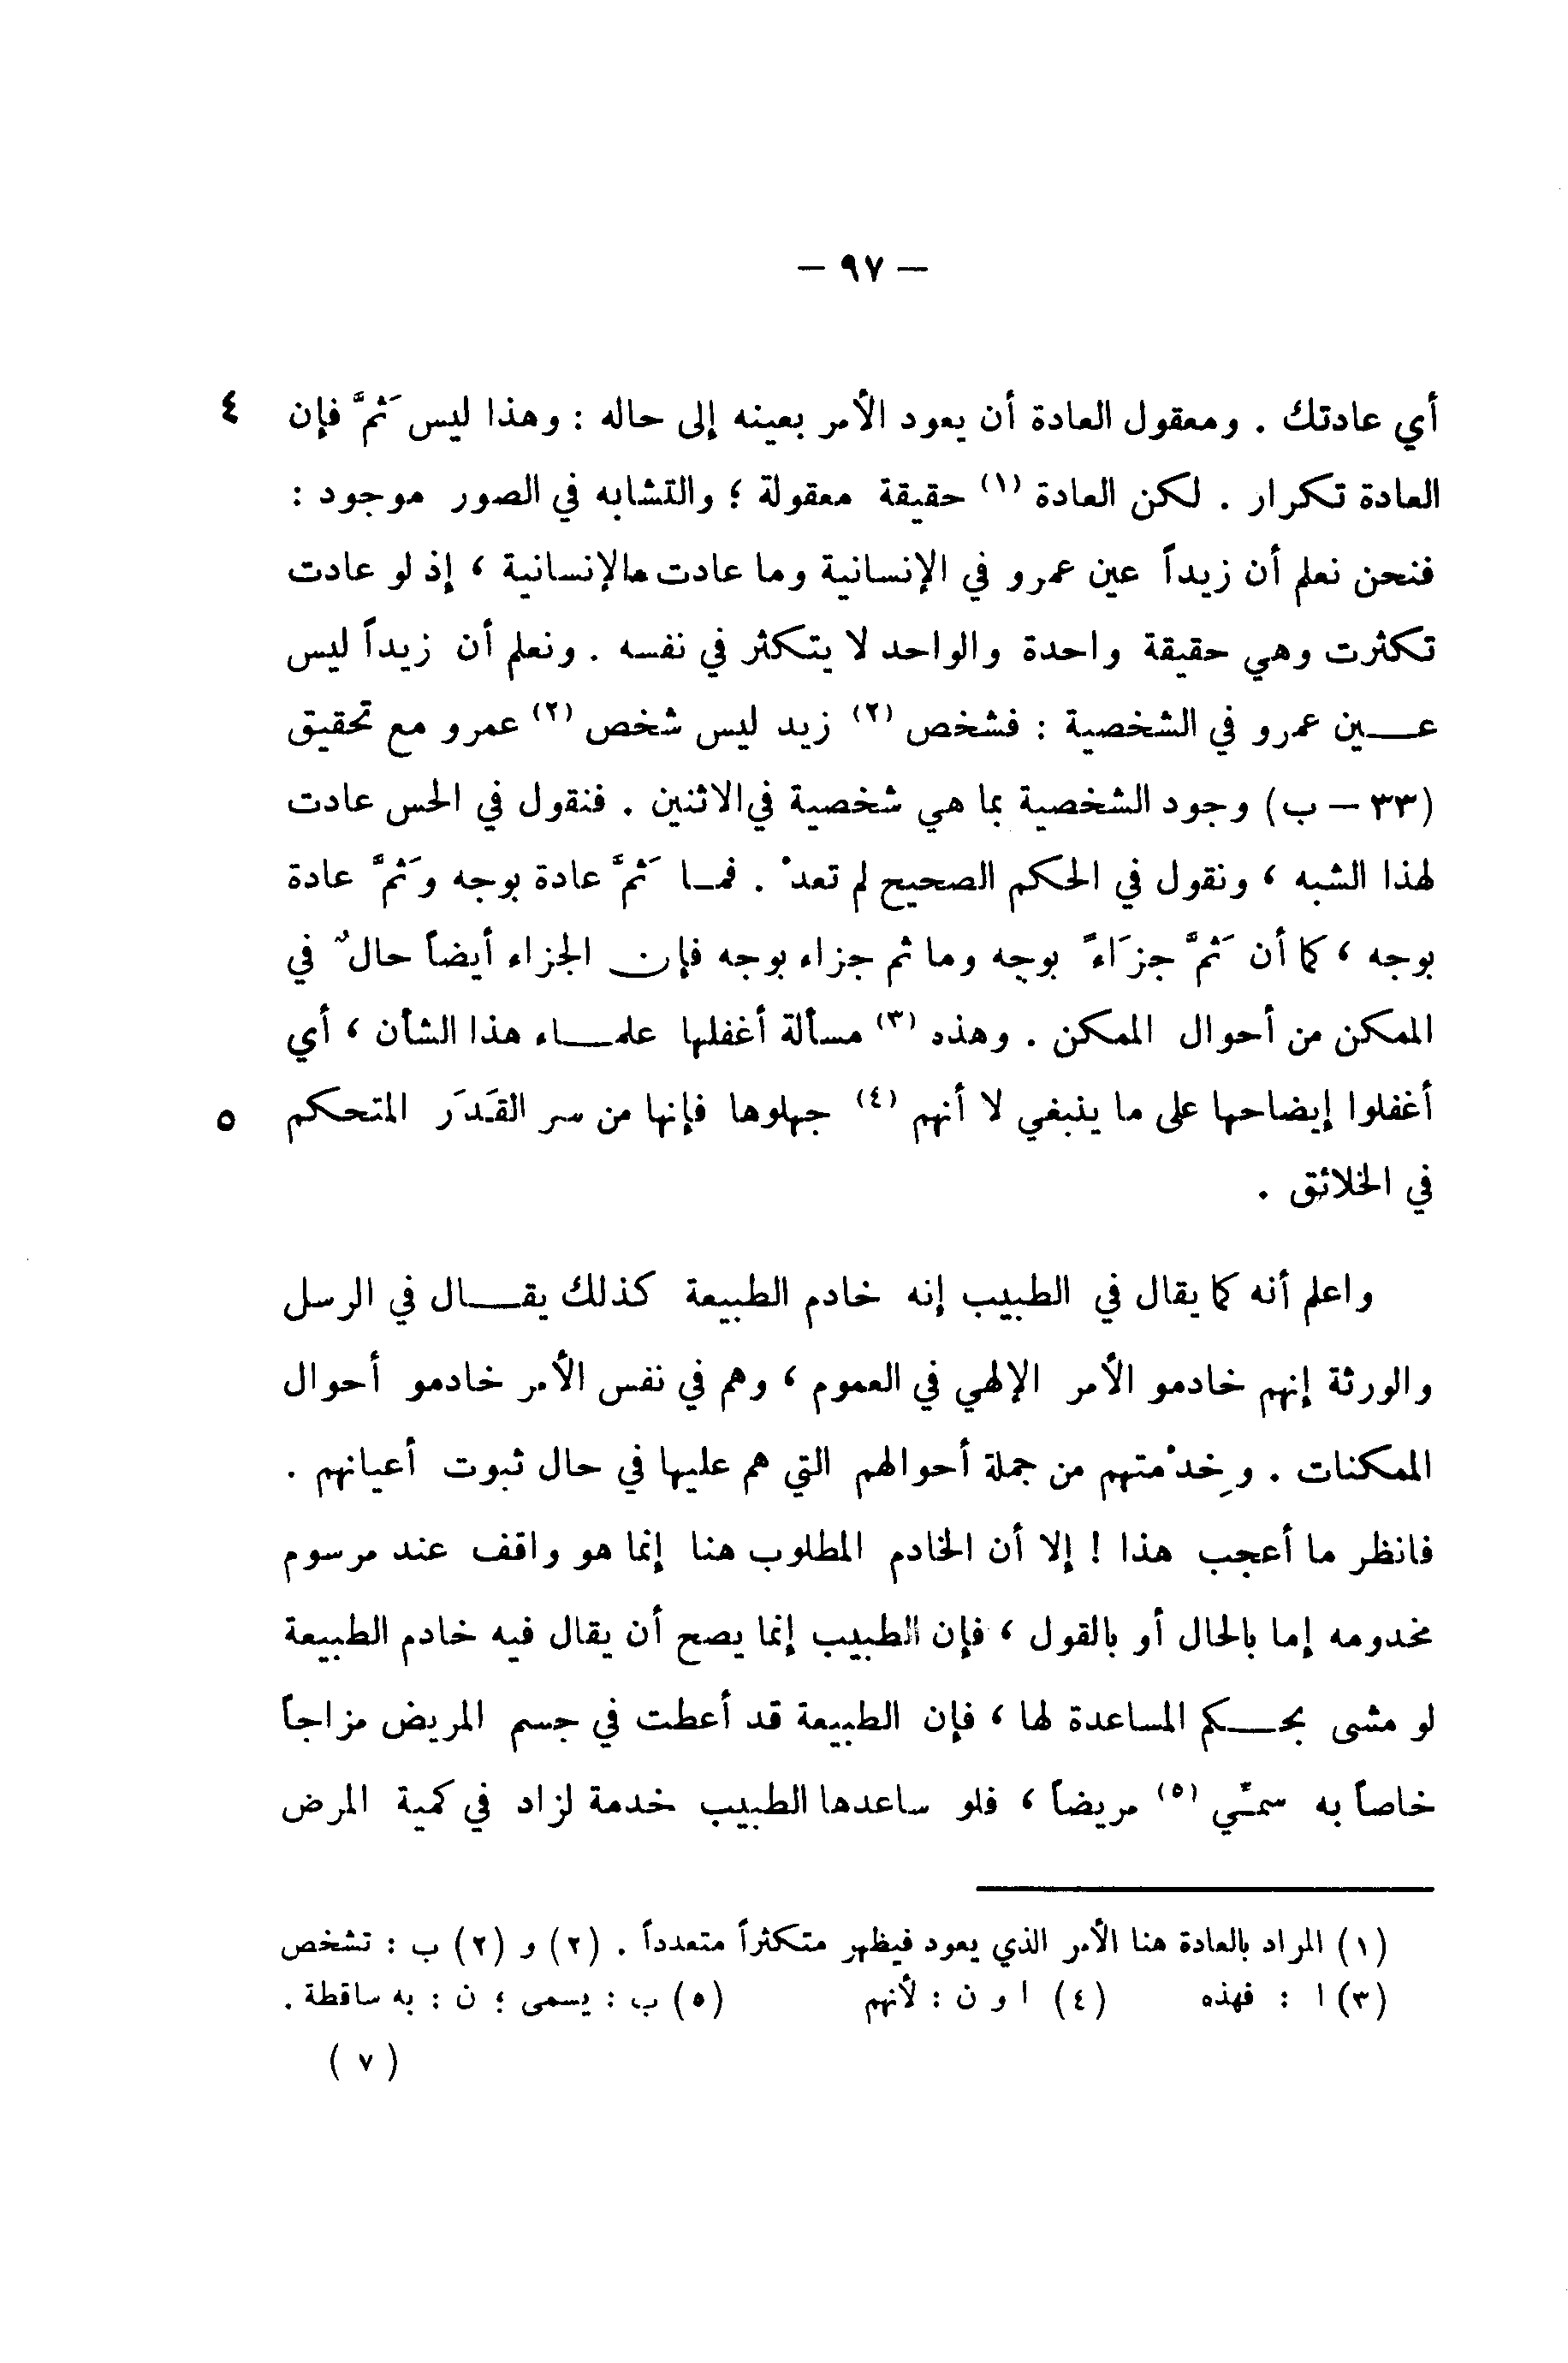 — ٩٧ —
أي عادتك . ومعقول العادة أن يعود الأمر بعينه إلى حاله : وهذا ليس ثَمَّ فإن ٤
العادة تكرار . لكن العادة (١) حقيقة معقولة ؛ والتشابه في الصور موجود :
فنحن نعلم أن زيداً عين عمرو في الإنسانية وما عادت مالإنسانية ، إذ لو عادت
تكثرت وهي حقيقة واحدة والواحد لا يتكثر في نفسه . ونعلم أن زيداً ليس
عــين عمرو في الشخصية : فشخص (٢) زيد ليس شخص (٢) عمرو مع تحقيق
(٣٣ — ب) وجود الشخصية بما هي شخصية في الاثنين . فنقول في الحس عادت
لهذا الشبه ، ونقول في الحكم الصحيح لم تعدْ . فمـا ثَمَّ عادة بوجه وثَمَّ عادة
بوجه ، كما أن ثَمَّ جزَاءً بوجه وما ثم جزاء بوجه فإن الجزاء أيضاً حالٌ في
الممكن من أحوال الممكن . وهذه (٣) مسألة أغفلها علمــاء هذا الشأن ، أي
أغفلوا إيضاحها على ما ينبغي لا أنهم (٤) جهلوها فإنها من سر القَدَر المتحكم ٥
في الخلائق .
واعلم أنه كما يقال في الطبيب إنه خادم الطبيعة كذلك يقــال في الرسل
والورثة إنهم خادمو الأمر الإلهي في العموم ، وهم في نفس الأمر خادمو أحوال
الممكنات . وخِدْمتهم من جملة أحوالهم التي هم عليها في حال ثبوت أعيانهم .
فانظر ما أعجب هذا ! إلا أن الخادم المطلوب هنا إنما هو واقف عند مرسوم
مخدومه إما بالحال أو بالقول ، فإن الطبيب إنما يصح أن يقال فيه خادم الطبيعة
لو مشى بحــكم المساعدة لها ، فإن الطبيعة قد أعطت في جسم المريض مزاجاً
خاصاً به سمِّي (٥) مريضاً ، فلو ساعدها الطبيب خدمة لزاد في كمية المرض
(١) المراد بالعادة هنا الأمر الذي يعود فيظهر متكثراً متعدداً . (٢) و (٢) ب : تشخص
(٣) ا : فهذه (٤) ا و ن : لأنهم (٥) ب : يسمى ؛ ن : به ساقطة .
( ٧ )